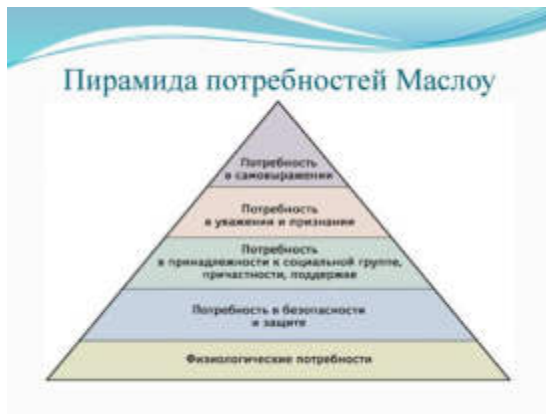 Пирамида потребностей Маслоу
Потребность
в самовыражении
Потребность
в уважении и признании
Потребность
в принадлежности к социальной группе,
причастности, поддержке
Потребность в безопасности
и защите
Физиологические потребности